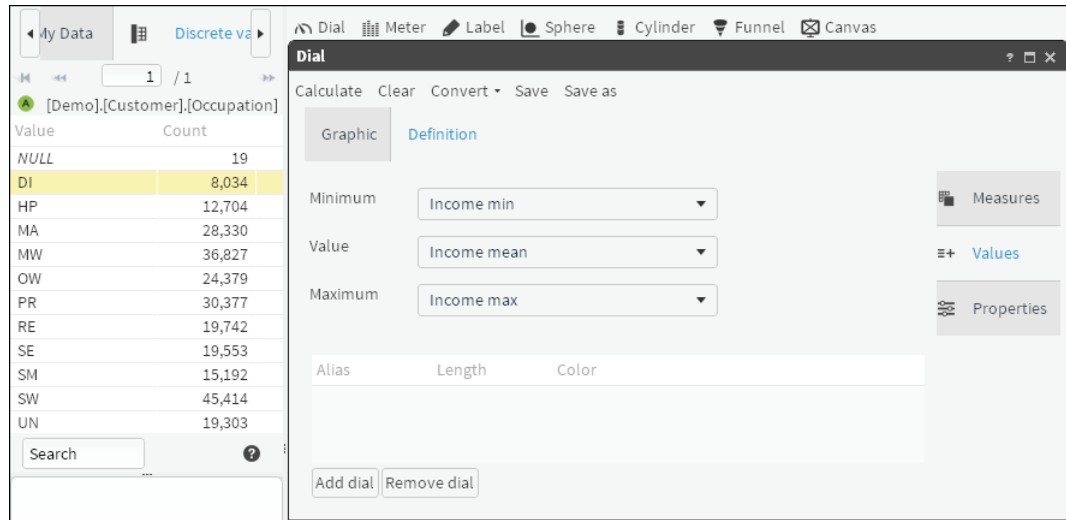 My Data Discrete va
Dial Meter Label Sphere Cylinder Funnel Canvas
Dial ?
1 / 1
Calculate Clear Convert Save Save as
A [Demo].[Customer].[Occupation]
Value Count
Graphic Definition
NULL 19
DI 8,034
HP 12,704
MA 28,330
MW 36,827
OW 24,379
PR 30,377
RE 19,742
SE 19,553
SM 15,192
SW 45,414
UN 19,303
Search ?
Minimum Income min
Value Income mean
Maximum Income max
Measures
Values
Properties
Alias Length Color
Add dial Remove dial